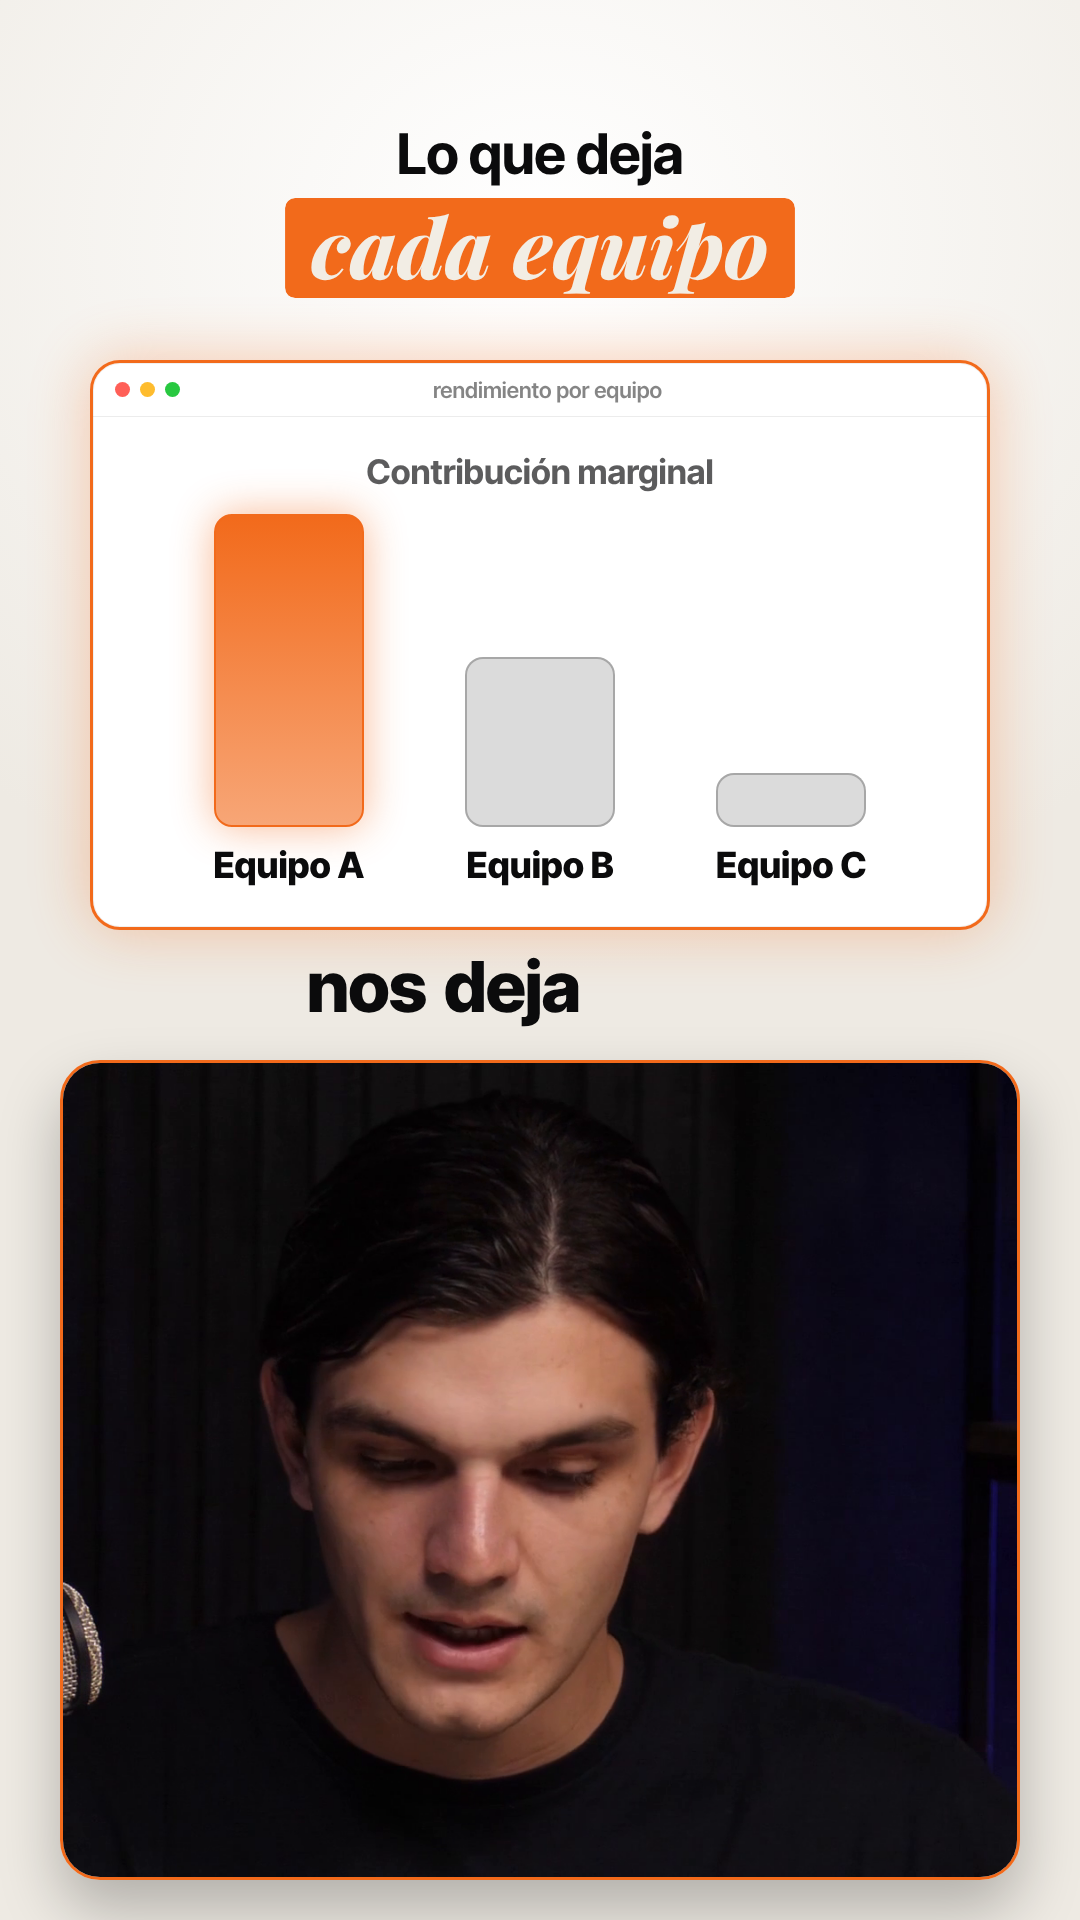 Lo que deja
cada equipo
rendimiento por equipo
Contribución marginal
Equipo A
Equipo B
Equipo C
nos deja